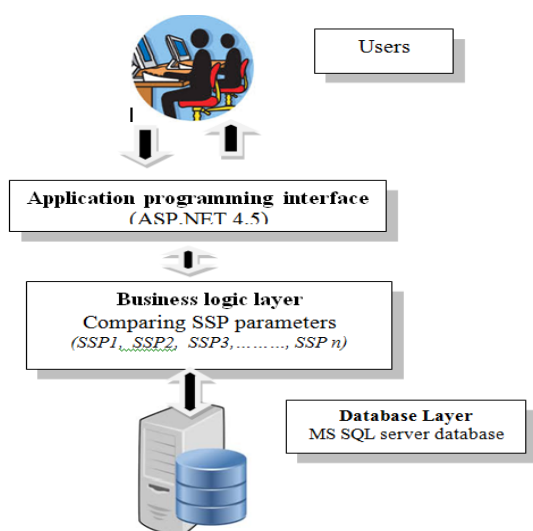 Users
Application programming interface
(ASP.NET 4.5)
Business logic layer
Comparing SSP parameters
(SSP1, SSP2, SSP3,………, SSP n)
Database Layer
MS SQL server database